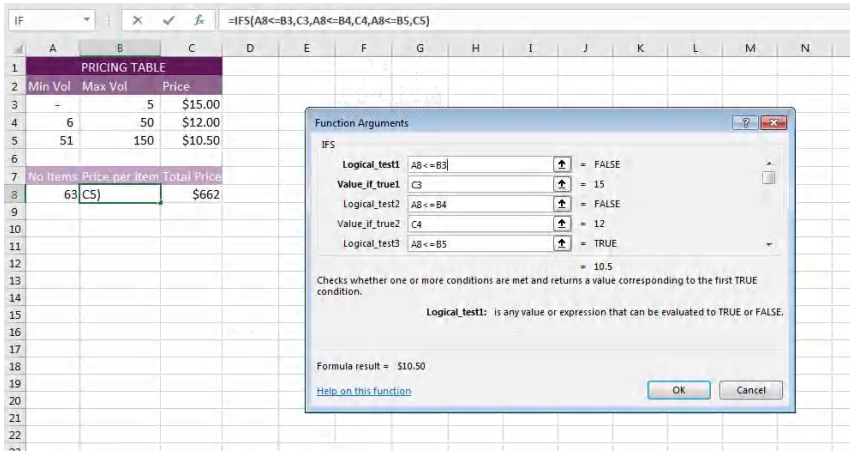 IF =IFS(A8<=B3,C3,A8<=B4,C4,A8<=B5,C5)
A B C D E F G H I J K L M N
1 PRICING TABLE
2 Min Vol Max Vol Price
3 - 5 $15.00
4 6 50 $12.00
5 51 150 $10.50
6
7 No Items Price per Item Total Price
8 63 C5) $662
9
10
11
12
13
14
15
16
17
18
19
20
21
22
Function Arguments
IFS
Logical_test1 A8<=B3 = FALSE
Value_if_true1 C3 = 15
Logical_test2 A8<=B4 = FALSE
Value_if_true2 C4 = 12
Logical_test3 A8<=B5 = TRUE
= 10.5
Checks whether one or more conditions are met and returns a value corresponding to the first TRUE
condition.
Logical_test1: is any value or expression that can be evaluated to TRUE or FALSE.
Formula result = $10.50
Help on this function
OK Cancel